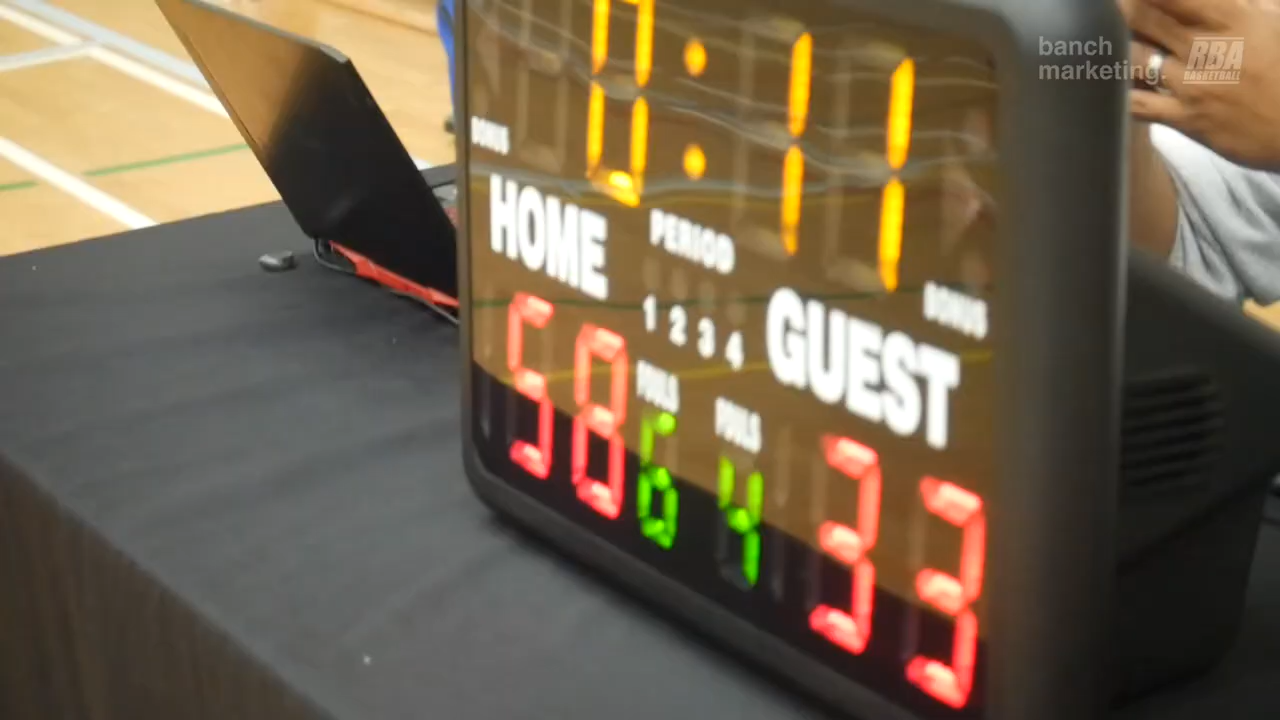 banch
marketing.
RBA
BASKETBALL
:11
BONUS
HOME
PERIOD
BONUS
1 2 3 4
GUEST
FOULS
FOULS
58
6
4
33